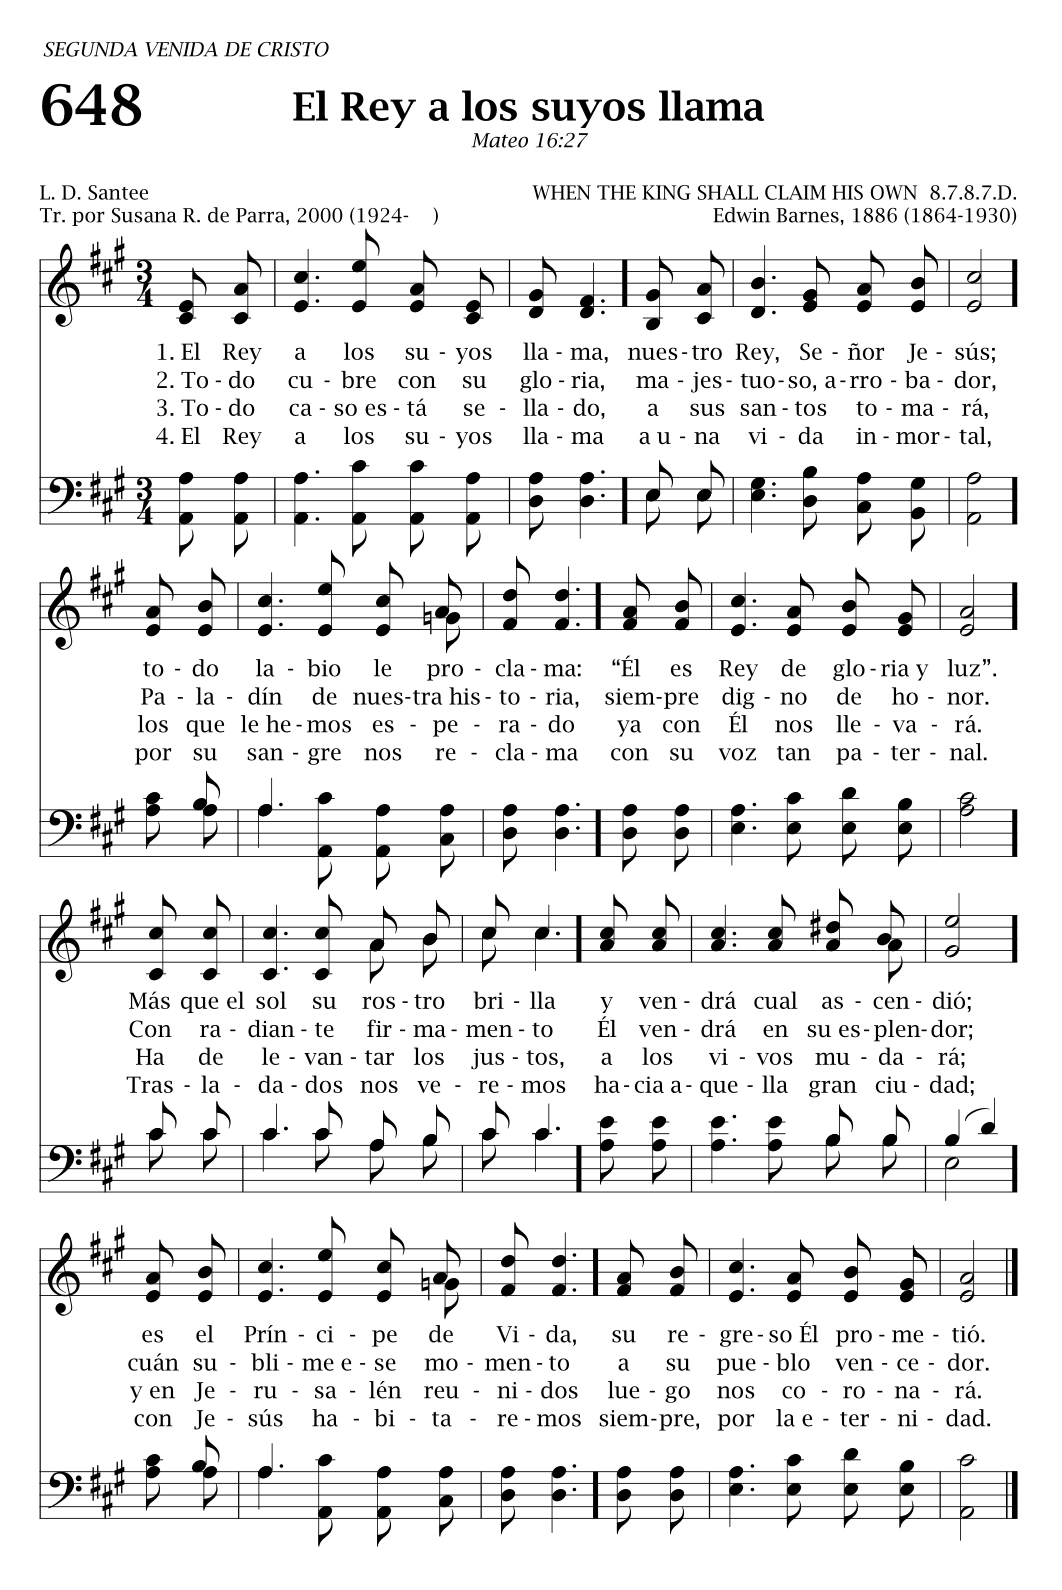 SEGUNDA VENIDA DE CRISTO
648
El Rey a los suyos llama
Mateo 16:27
L. D. Santee
WHEN THE KING SHALL CLAIM HIS OWN 8.7.8.7.D.
Tr. por Susana R. de Parra, 2000 (1924- )
Edwin Barnes, 1886 (1864-1930)
3 4
1. El Rey a los su - yos lla - ma, nues - tro Rey, Se - ñor Je - sús;
2. To - do cu - bre con su glo - ria, ma - jes - tuo - so, a - rro - ba - dor,
3. To - do ca - so es - tá se - lla - do, a sus san - tos to - ma - rá,
4. El Rey a los su - yos lla - ma a u - na vi - da in - mor - tal,
3 4
to - do la - bio le pro - cla - ma: “Él es Rey de glo - ria y luz”.
Pa - la - dín de nues - tra his - to - ria, siem - pre dig - no de ho - nor.
los que le he - mos es - pe - ra - do ya con Él nos lle - va - rá.
por su san - gre nos re - cla - ma con su voz tan pa - ter - nal.
Más que el sol su ros - tro bri - lla y ven - drá cual as - cen - dió;
Con ra - dian - te fir - ma - men - to Él ven - drá en su es - plen - dor;
Ha de le - van - tar los jus - tos, a los vi - vos mu - da - rá;
Tras - la - da - dos nos ve - re - mos ha - cia a - que - lla gran ciu - dad;
es el Prín - ci - pe de Vi - da, su re - gre - so Él pro - me - tió.
cuán su - bli - me e - se mo - men - to a su pue - blo ven - ce - dor.
y en Je - ru - sa - lén reu - ni - dos lue - go nos co - ro - na - rá.
con Je - sús ha - bi - ta - re - mos siem - pre, por la e - ter - ni - dad.